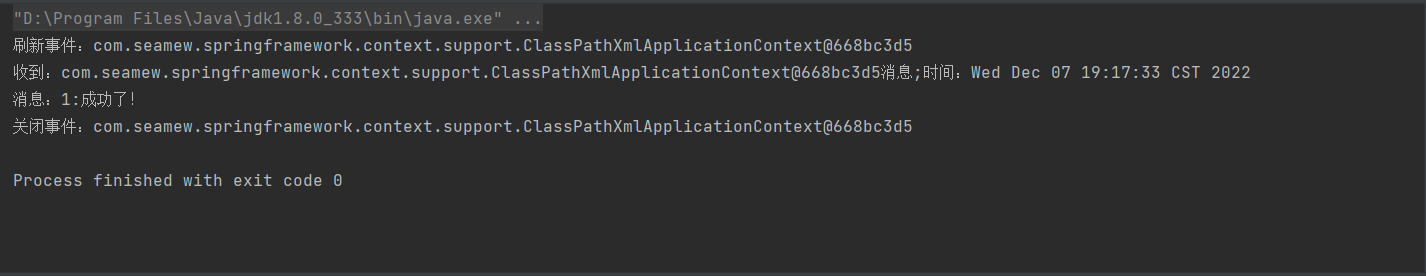 "D:\Program Files\Java\jdk1.8.0_333\bin\java.exe" ...
刷新事件：com.seamew.springframework.context.support.ClassPathXmlApplicationContext@668bc3d5
收到：com.seamew.springframework.context.support.ClassPathXmlApplicationContext@668bc3d5消息;时间：Wed Dec 07 19:17:33 CST 2022
消息：1:成功了！
关闭事件：com.seamew.springframework.context.support.ClassPathXmlApplicationContext@668bc3d5
Process finished with exit code 0